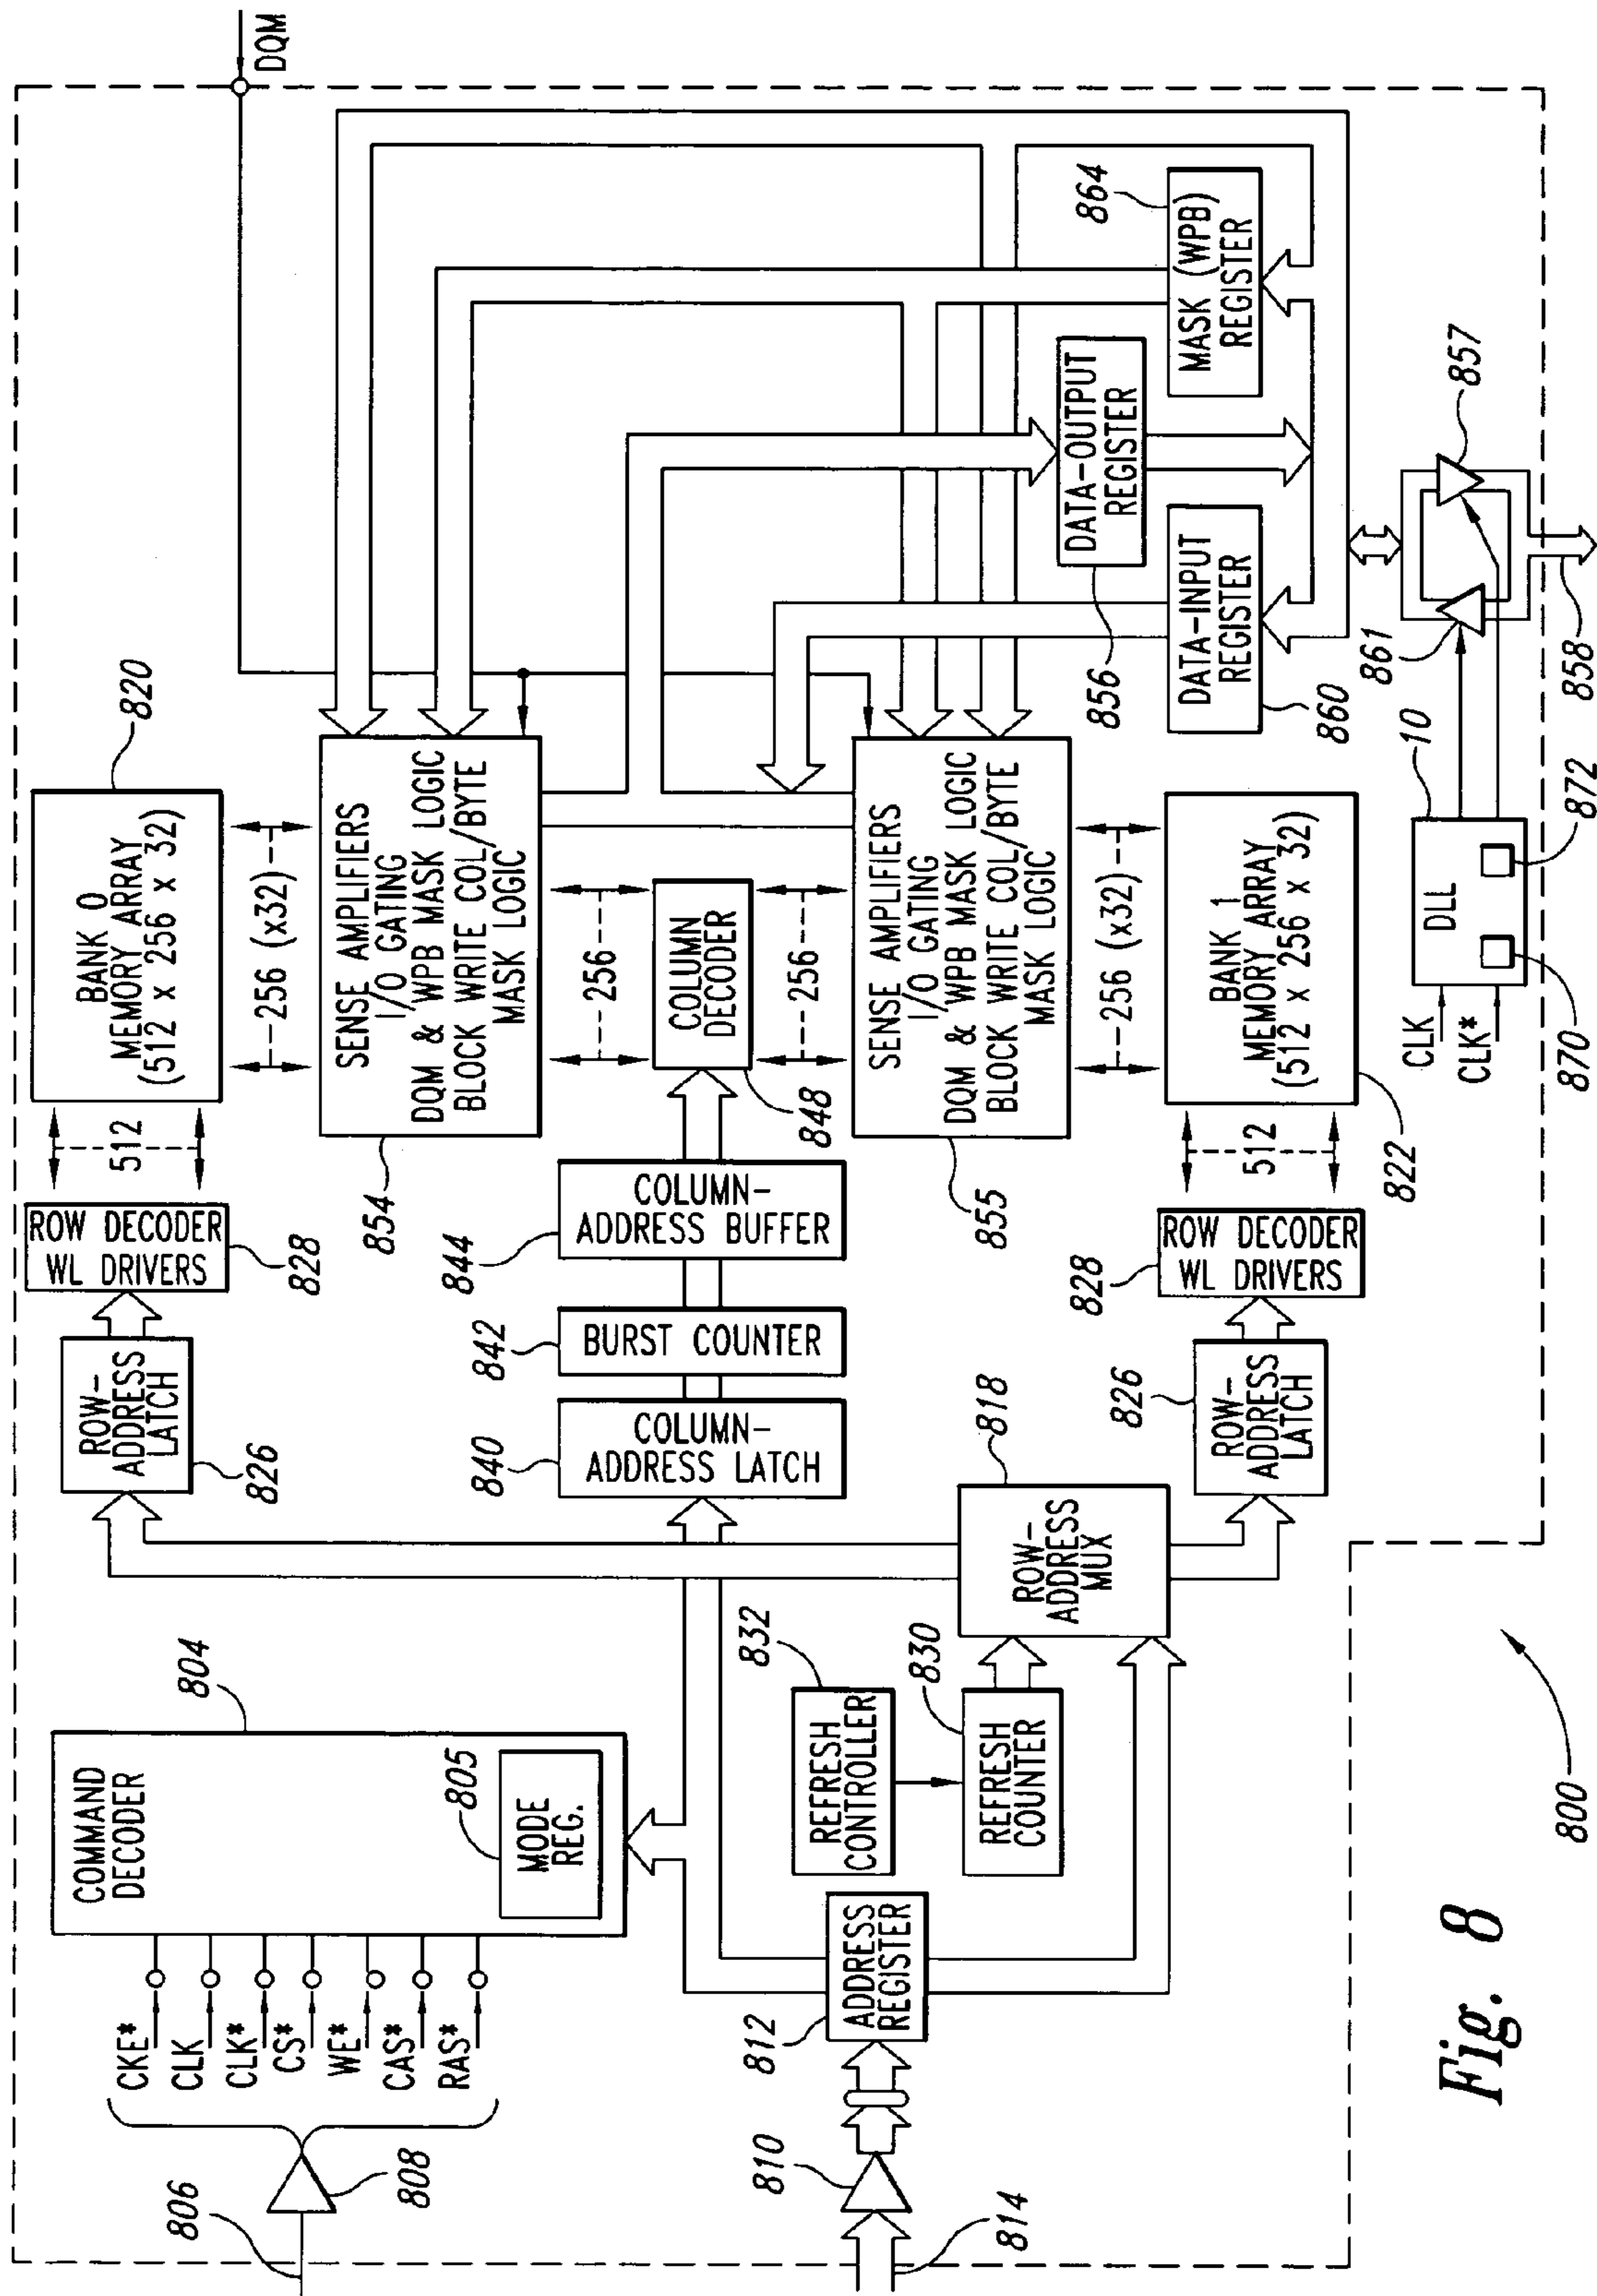 806
808
CKE*
CLK
CLK*
CS*
WE*
CAS*
RAS*
COMMAND
DECODER
804
MODE
REG.
805
814
810
812
ADDRESS
REGISTER
REFRESH
CONTROLLER
832
REFRESH
COUNTER
830
ROW-
ADDRESS
MUX
818
ROW-
ADDRESS
LATCH
826
ROW DECODER
WL DRIVERS
828
512
BANK 0
MEMORY ARRAY
(512 x 256 x 32)
820
256 (x32)
COLUMN-
ADDRESS LATCH
840
BURST COUNTER
842
COLUMN-
ADDRESS BUFFER
844
SENSE AMPLIFIERS
I/O GATING
DQM & WPB MASK LOGIC
BLOCK WRITE COL/BYTE
MASK LOGIC
854
256
COLUMN
DECODER
848
256
SENSE AMPLIFIERS
I/O GATING
DQM & WPB MASK LOGIC
BLOCK WRITE COL/BYTE
MASK LOGIC
855
256 (x32)
ROW-
ADDRESS
LATCH
826
ROW DECODER
WL DRIVERS
828
512
BANK 1
MEMORY ARRAY
(512 x 256 x 32)
822
DQM
DATA-INPUT
REGISTER
860
DATA-OUTPUT
REGISTER
856
MASK (WPB)
REGISTER
864
CLK
CLK*
DLL
10
870
872
861
857
858
800
Fig. 8